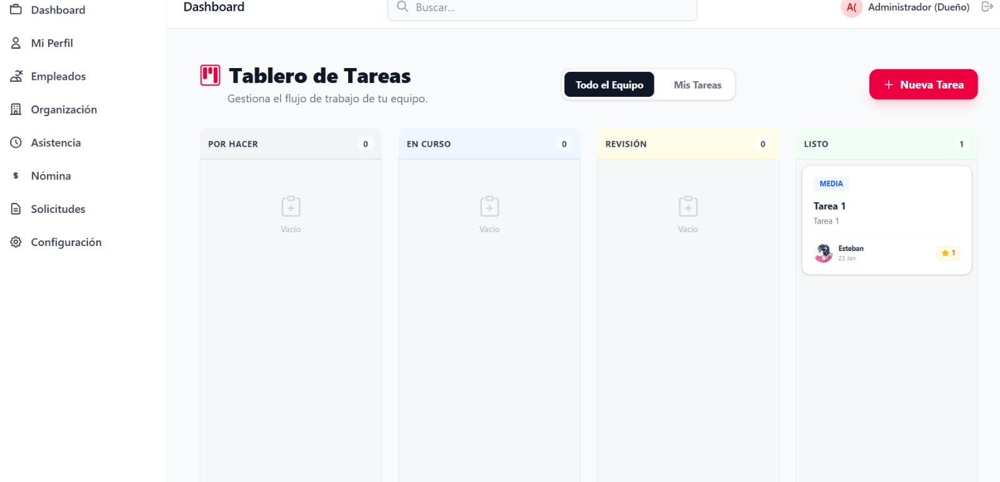 Dashboard
Mi Perfil
Empleados
Organización
Asistencia
$ Nómina
Solicitudes
Configuración
Dashboard
Buscar...
A(
Administrador (Dueño)
Tablero de Tareas
Gestiona el flujo de trabajo de tu equipo.
Todo el Equipo
Mis Tareas
+ Nueva Tarea
POR HACER 0
Vacío
EN CURSO 0
Vacío
REVISIÓN 0
Vacío
LISTO 1
MEDIA
Tarea 1
Tarea 1
Esteban
23 Jan
1